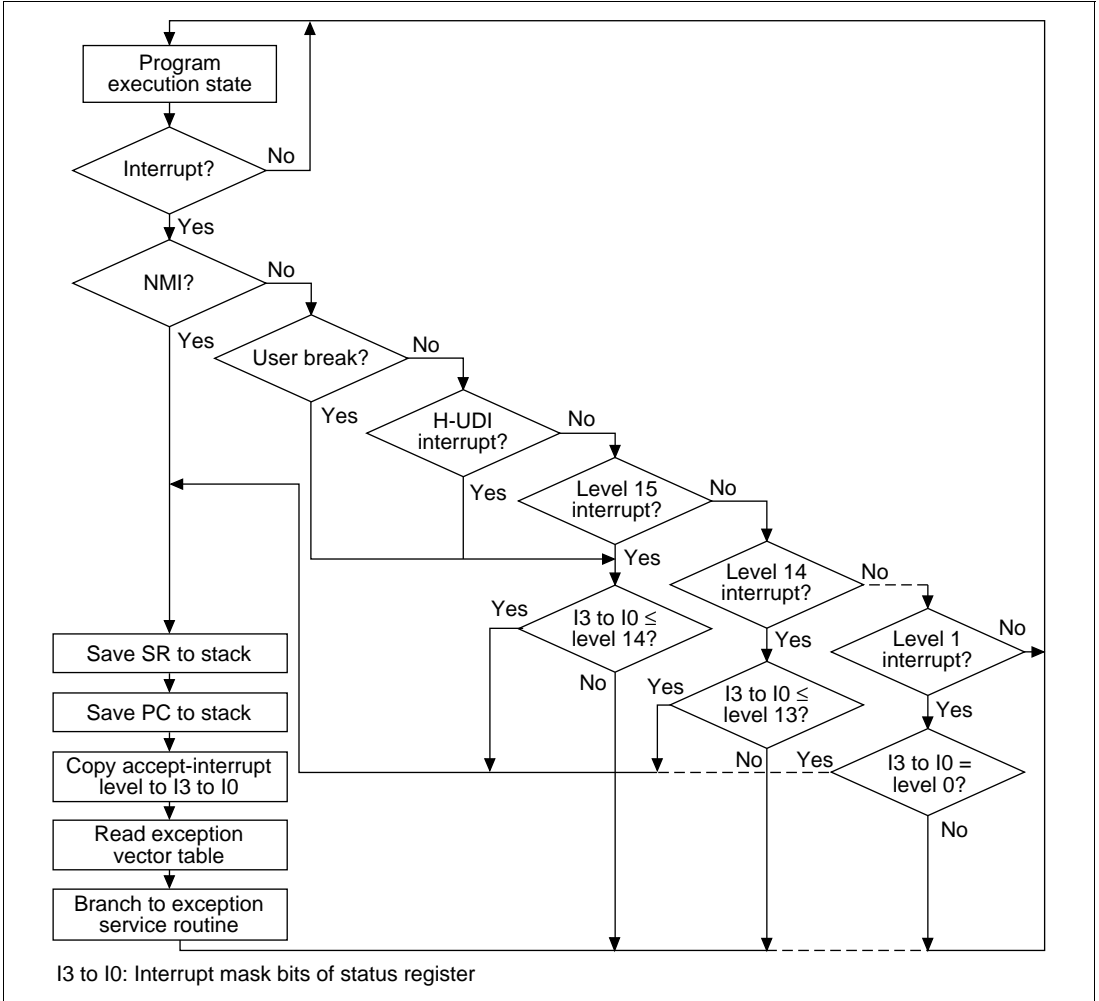 Program
execution state
Interrupt?
No
Yes
NMI?
No
Yes
User break?
No
Yes
H-UDI
interrupt?
No
Yes
Level 15
interrupt?
No
Yes
Level 14
interrupt?
No
Yes
Level 1
interrupt?
No
Yes
I3 to I0 ≤
level 14?
Yes
No
I3 to I0 ≤
level 13?
Yes
No
I3 to I0 =
level 0?
Yes
No
Save SR to stack
Save PC to stack
Copy accept-interrupt
level to I3 to I0
Read exception
vector table
Branch to exception
service routine
I3 to I0: Interrupt mask bits of status register